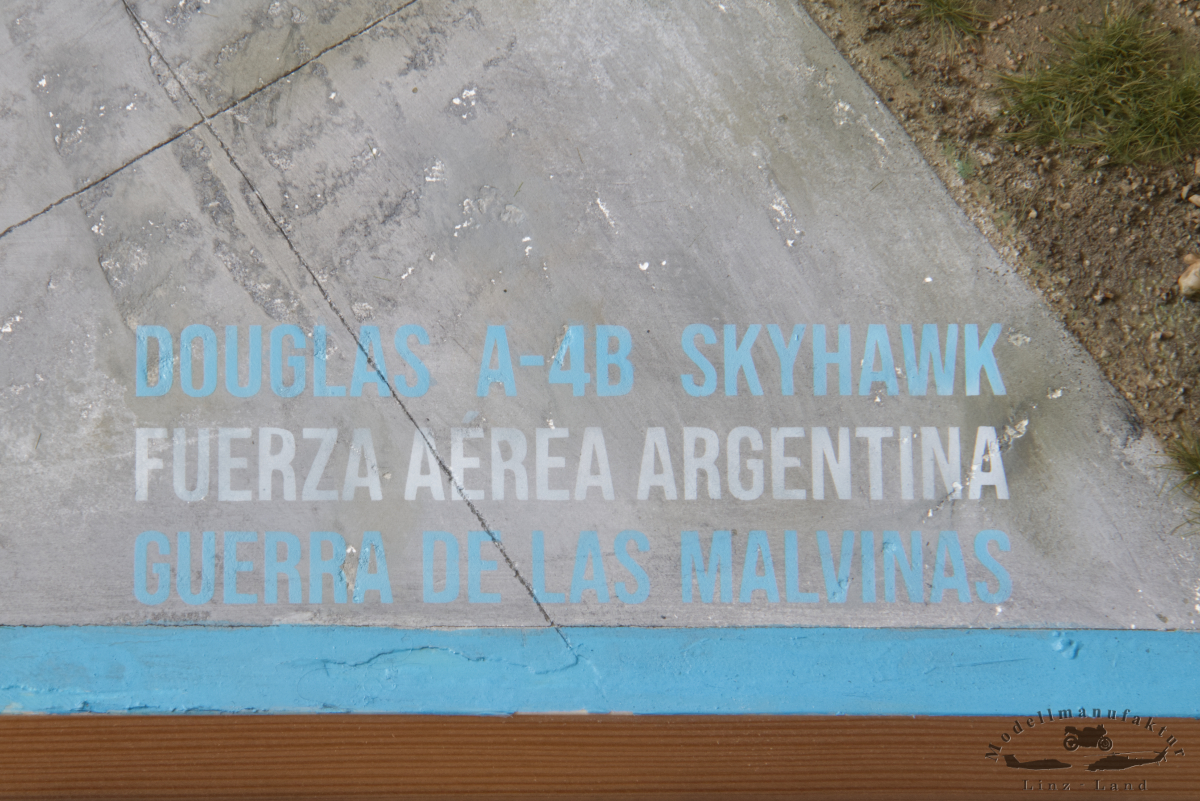 DOUGLAS A-4B SKYHAWK
FUERZA AÉREA ARGENTINA
GUERRA DE LAS MALVINAS
Modellmanufaktur
Linz-Land